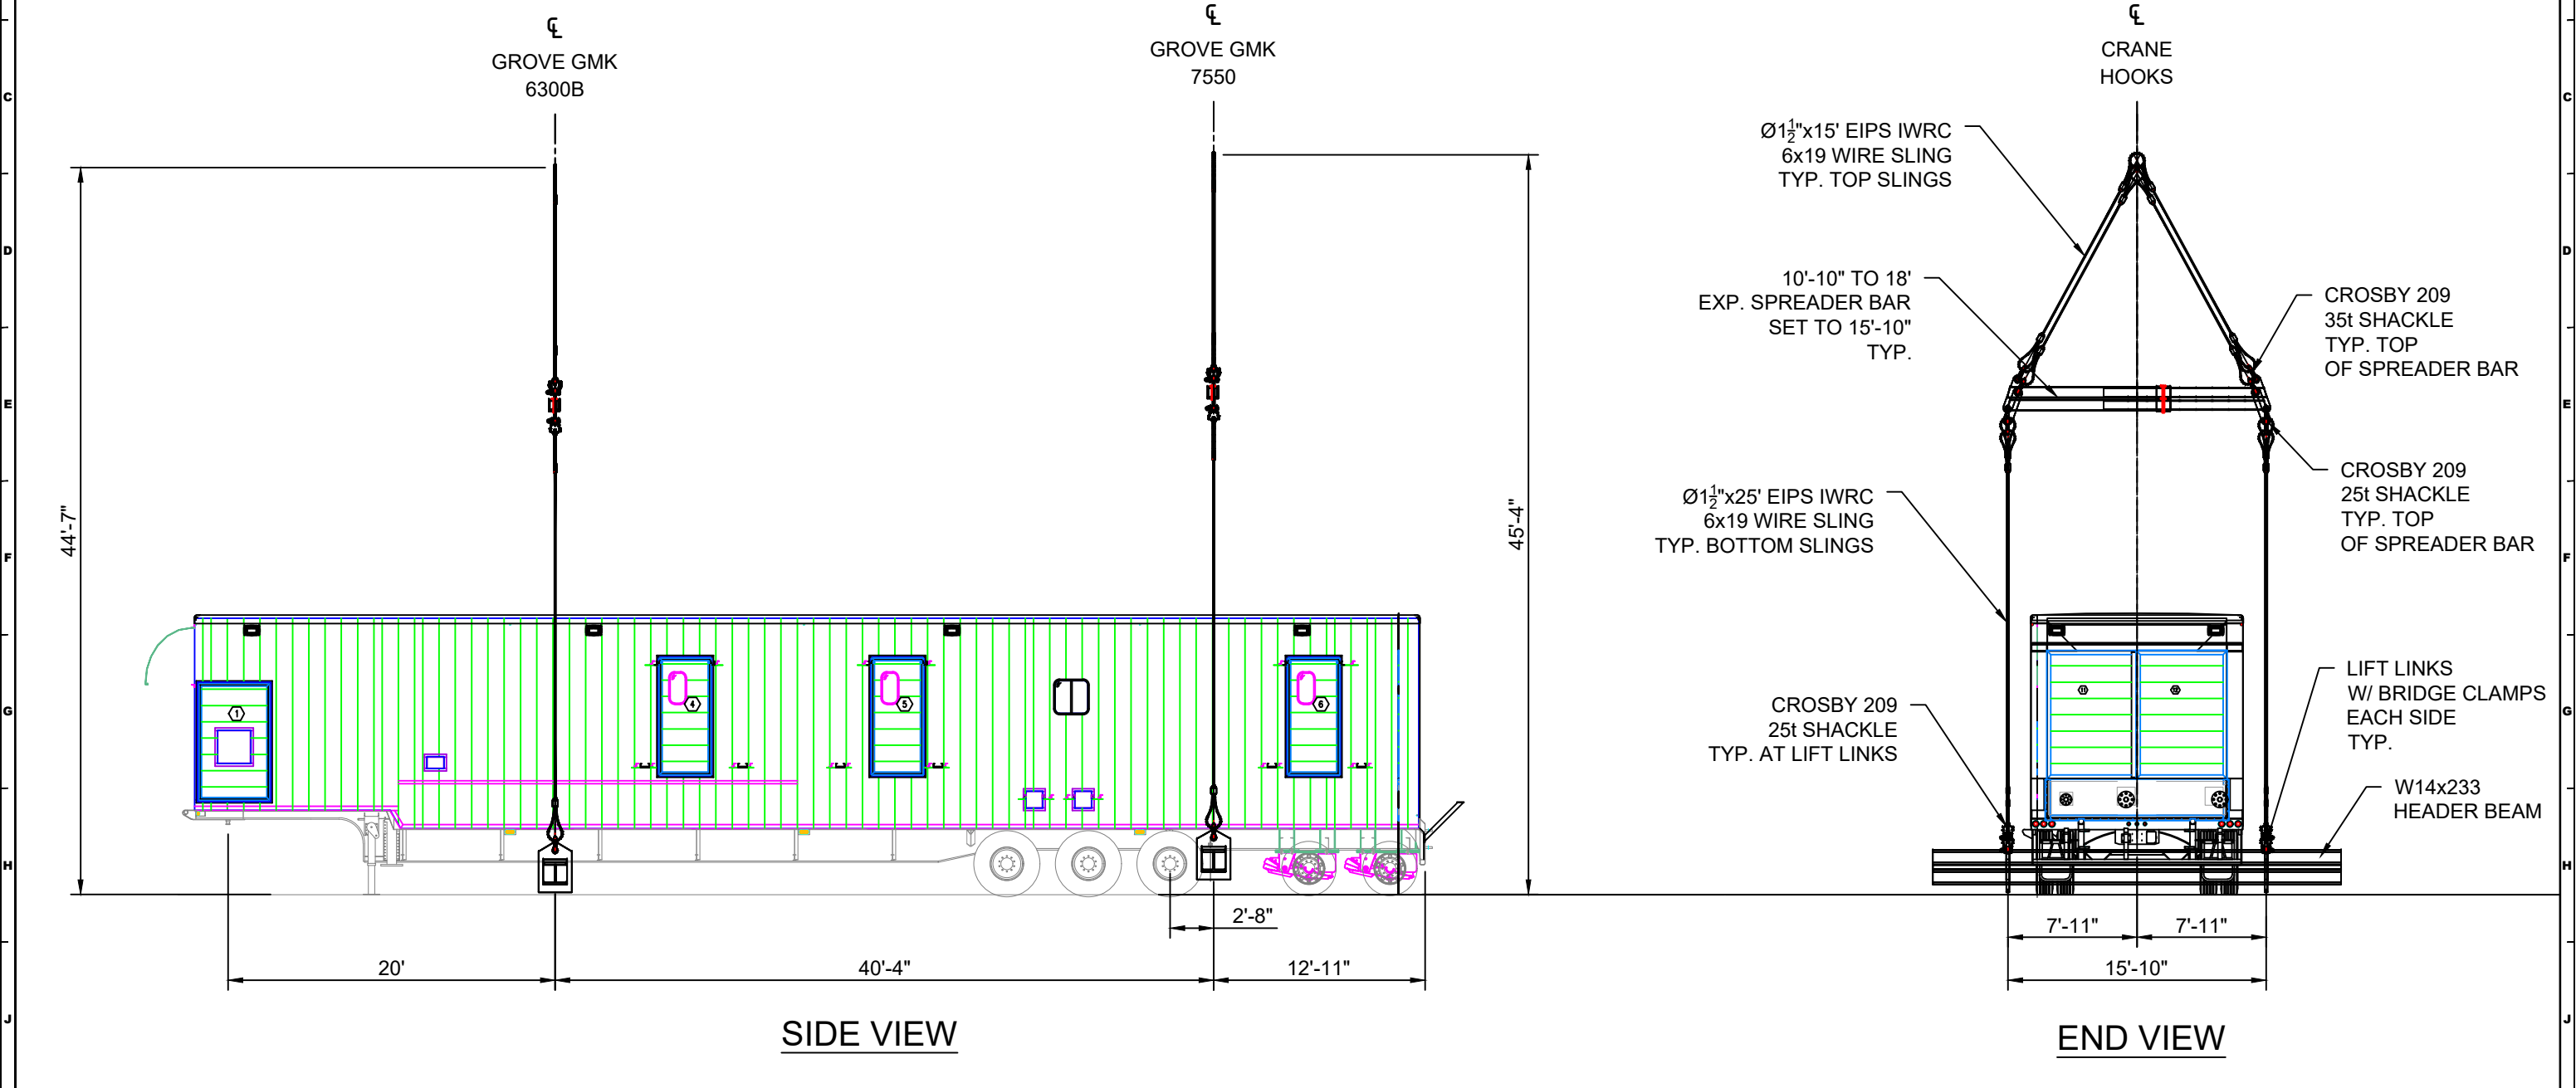 C
D
E
F
G
H
J
℄
GROVE GMK
6300B
℄
GROVE GMK
7550
44'-7"
45'-4"
1
4
5
6
2'-8"
20'
40'-4"
12'-11"
SIDE VIEW
℄
CRANE
HOOKS
Ø1½"x15' EIPS IWRC
6x19 WIRE SLING
TYP. TOP SLINGS
10'-10" TO 18'
EXP. SPREADER BAR
SET TO 15'-10"
TYP.
CROSBY 209
35t SHACKLE
TYP. TOP
OF SPREADER BAR
CROSBY 209
25t SHACKLE
TYP. TOP
OF SPREADER BAR
Ø1½"x25' EIPS IWRC
6x19 WIRE SLING
TYP. BOTTOM SLINGS
CROSBY 209
25t SHACKLE
TYP. AT LIFT LINKS
LIFT LINKS
W/ BRIDGE CLAMPS
EACH SIDE
TYP.
W14x233
HEADER BEAM
7'-11"
7'-11"
15'-10"
END VIEW
C
D
E
F
G
H
J